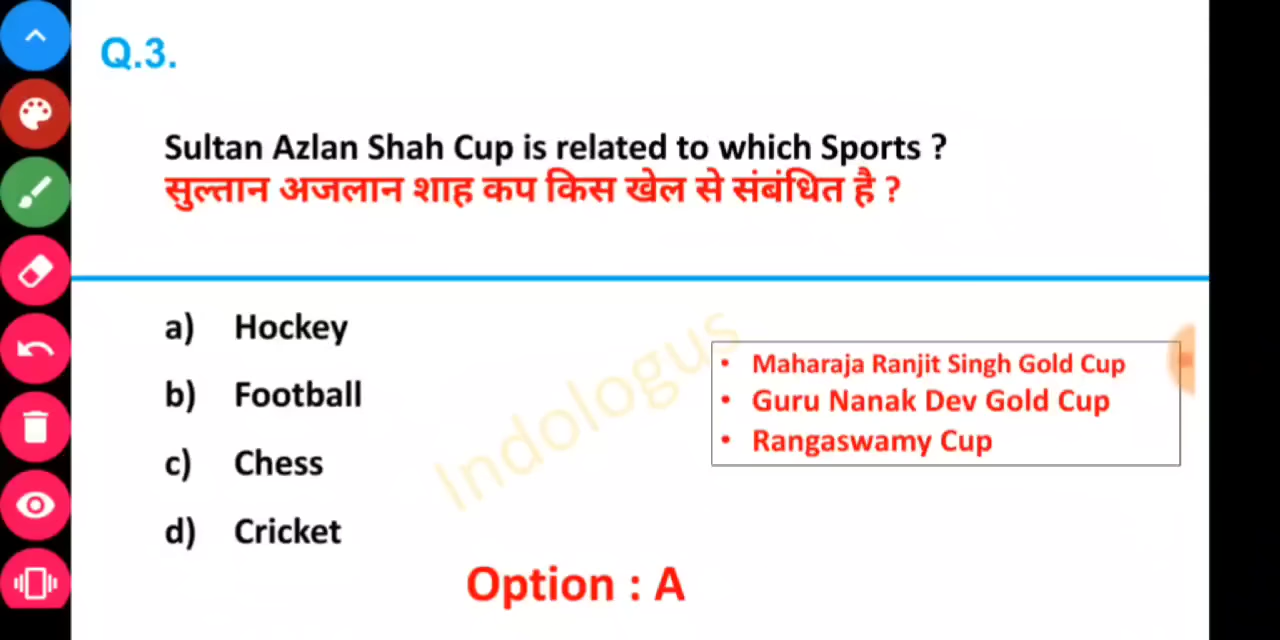 Q.3.
Sultan Azlan Shah Cup is related to which Sports ?
सुल्तान अजलान शाह कप किस खेल से संबंधित है ?
a) Hockey
b) Football
c) Chess
d) Cricket
• Maharaja Ranjit Singh Gold Cup
• Guru Nanak Dev Gold Cup
• Rangaswamy Cup
Indologus
Option : A